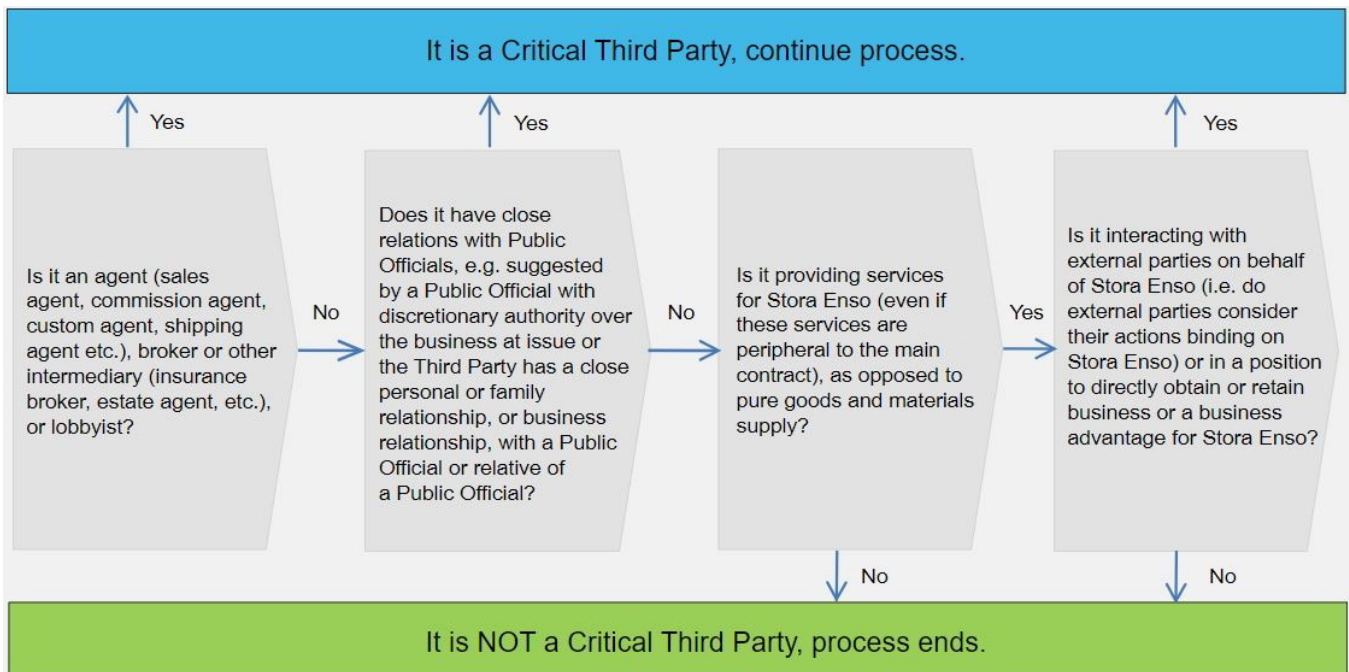 It is a Critical Third Party, continue process.
Yes
Yes
Yes
Is it an agent (sales
agent, commission agent,
custom agent, shipping
agent etc.), broker or other
intermediary (insurance
broker, estate agent, etc.),
or lobbyist?
No
Does it have close
relations with Public
Officials, e.g. suggested
by a Public Official with
discretionary authority over
the business at issue or
the Third Party has a close
personal or family
relationship, or business
relationship, with a Public
Official or relative of
a Public Official?
No
Is it providing services
for Stora Enso (even if
these services are
peripheral to the main
contract), as opposed to
pure goods and materials
supply?
Yes
Is it interacting with
external parties on behalf
of Stora Enso (i.e. do
external parties consider
their actions binding on
Stora Enso) or in a position
to directly obtain or retain
business or a business
advantage for Stora Enso?
No
No
It is NOT a Critical Third Party, process ends.